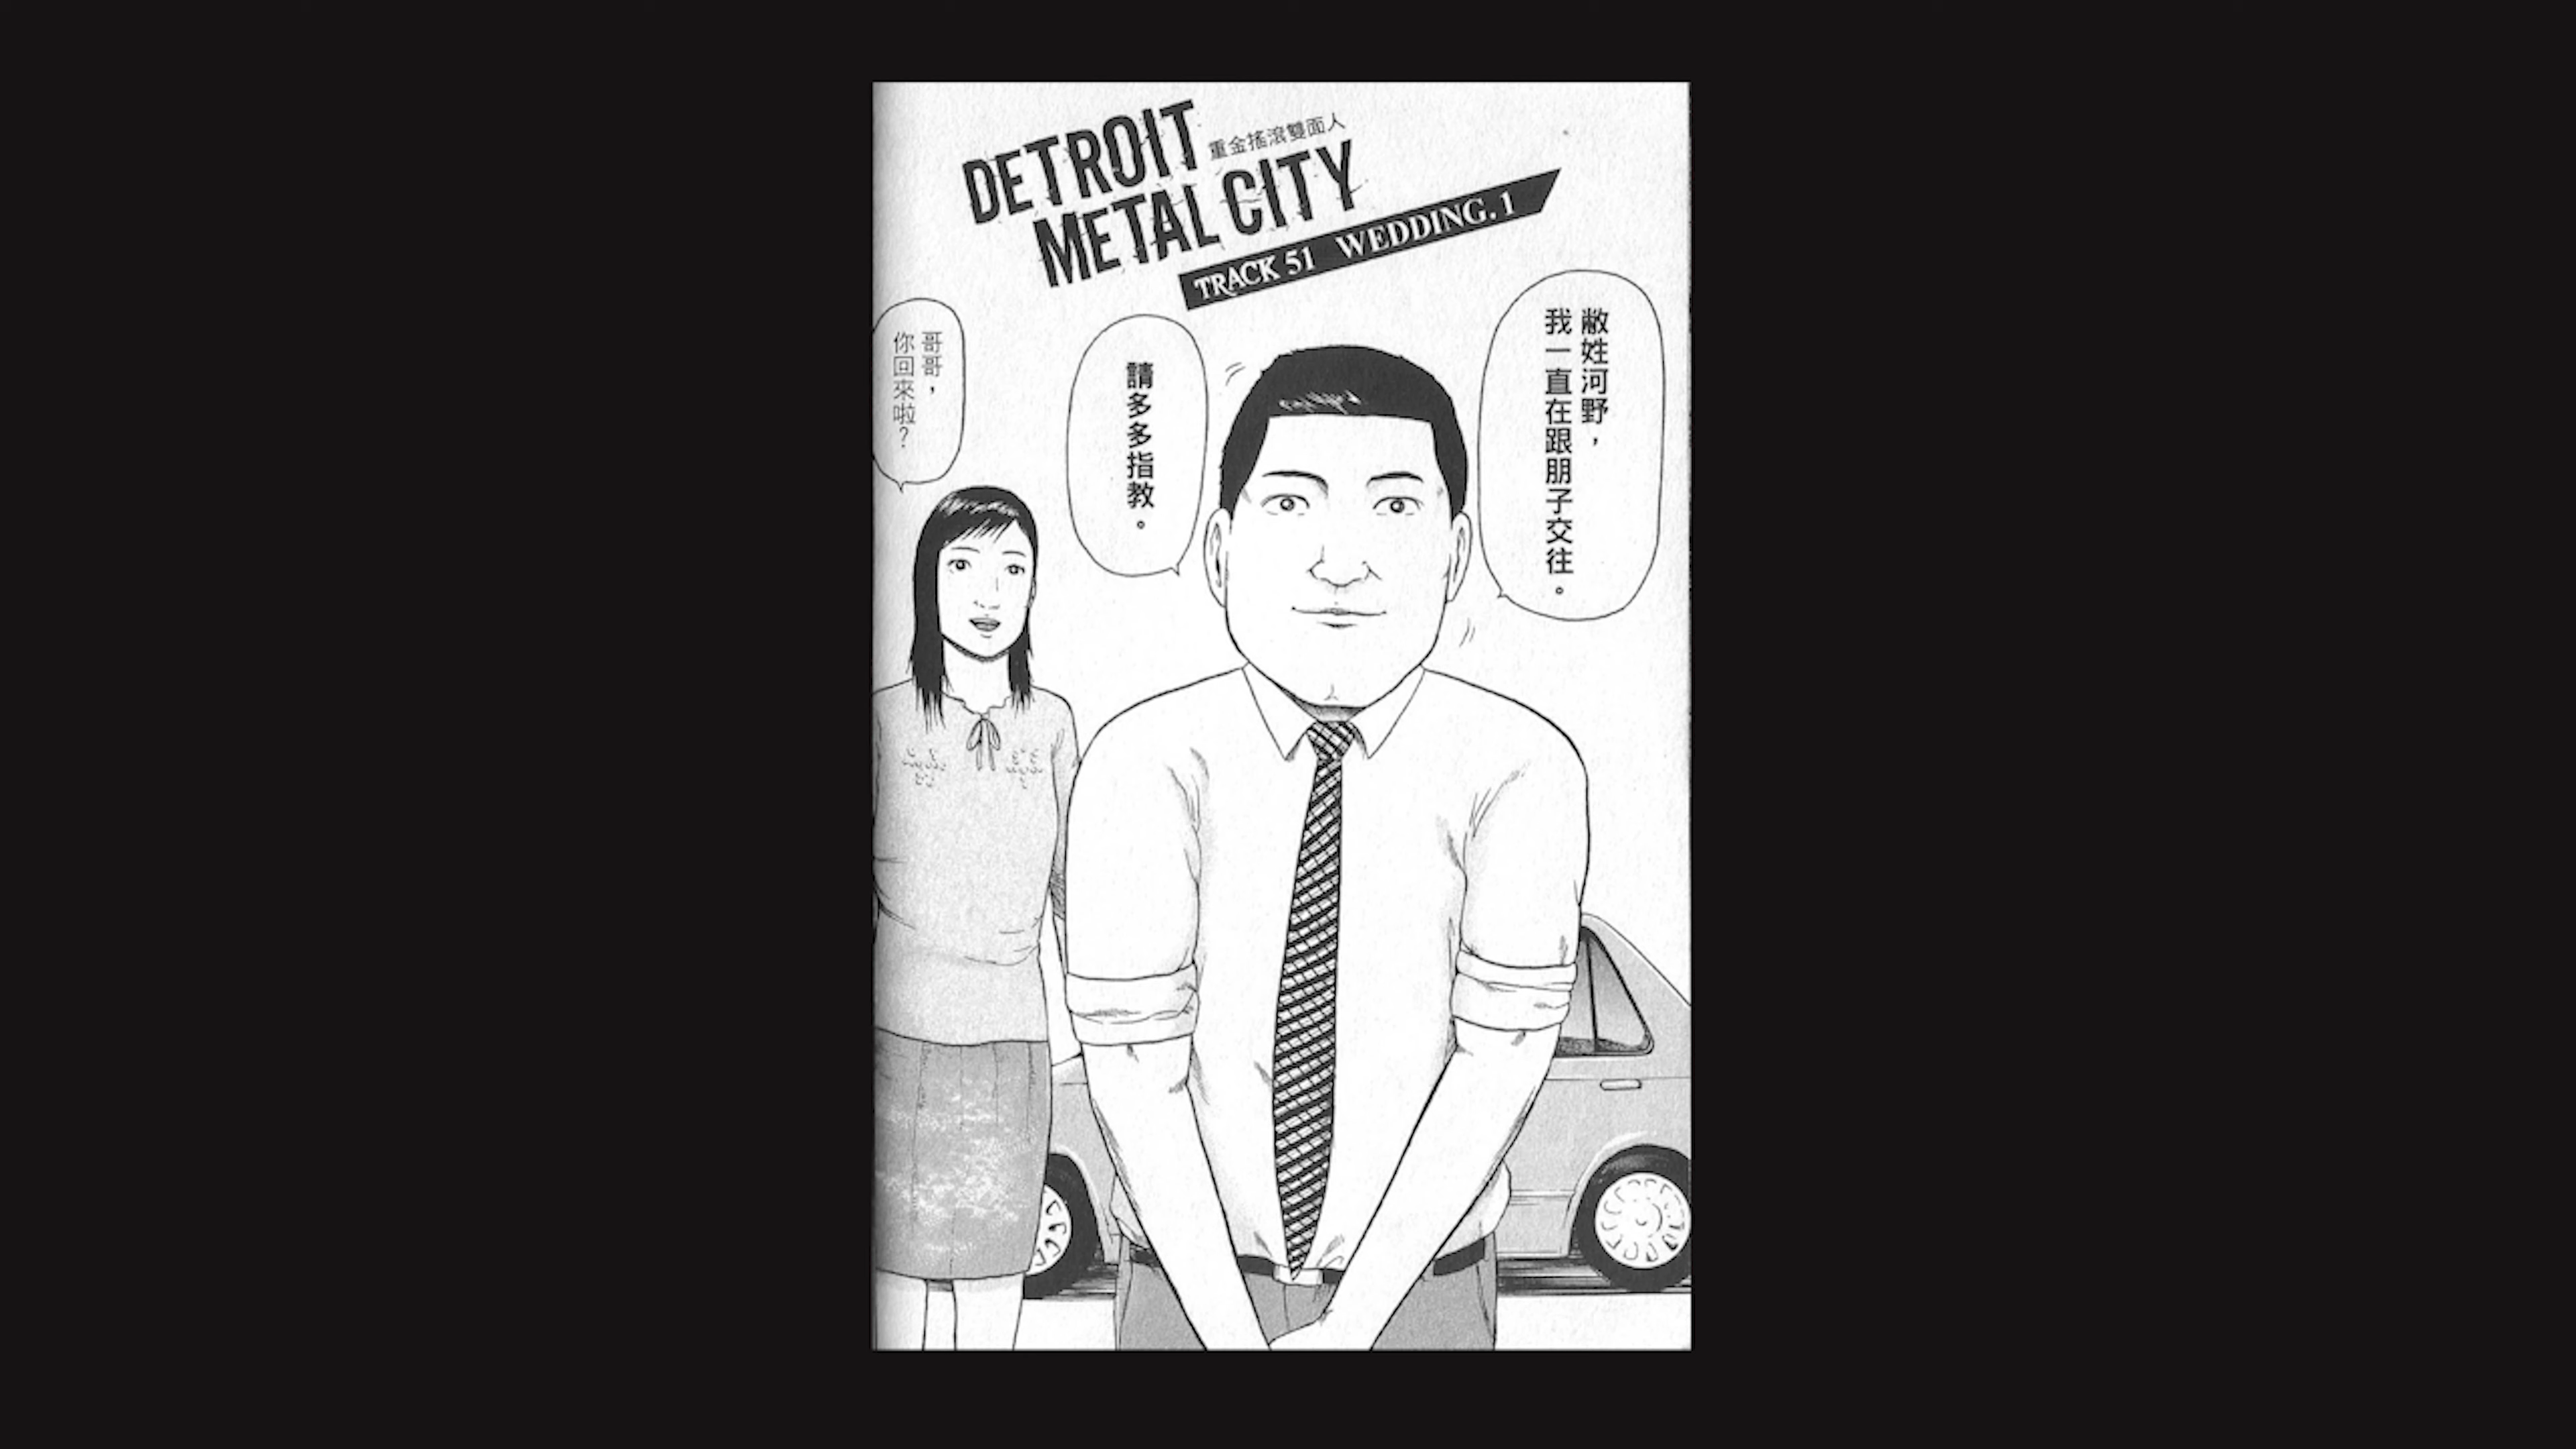 DETROIT
重金搖滾雙面人
METAL CITY
TRACK 51 WEDDING. 1
敝姓河野，
我一直在跟朋子交往。
請多多指教。
哥哥，
你回來啦？